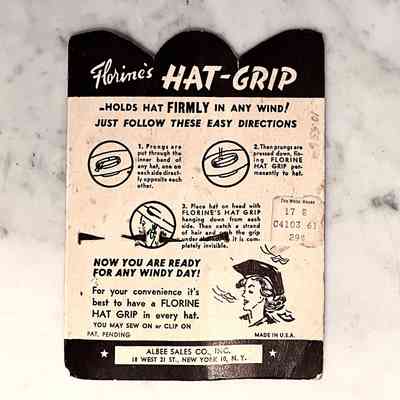 Florine's HAT-GRIP
HOLDS HAT FIRMLY IN ANY WIND!
JUST FOLLOW THESE EASY DIRECTIONS
1. Prongs are
put through the
inner band of
any hat, one on
each side direct-
ly opposite each
other.
2. Then prongs are
pressed down, fix-
ing FLORINE
HAT GRIP per-
manently to hat.
3. Place hat on head with
FLORINE'S HAT GRIP
hanging down from each
side. Then catch a strand
of hair and the grip
under it is com-
pletely invisible.
The White House
17 E
C4103 61
29¢
NOW YOU ARE READY
FOR ANY WINDY DAY!
For your convenience it's
best to have a FLORINE
HAT GRIP in every hat.
YOU MAY SEW ON or CLIP ON
PAT. PENDING
MADE IN U.S.A.
ALBEE SALES CO., INC.
18 WEST 21 ST., NEW YORK 10, N.Y.